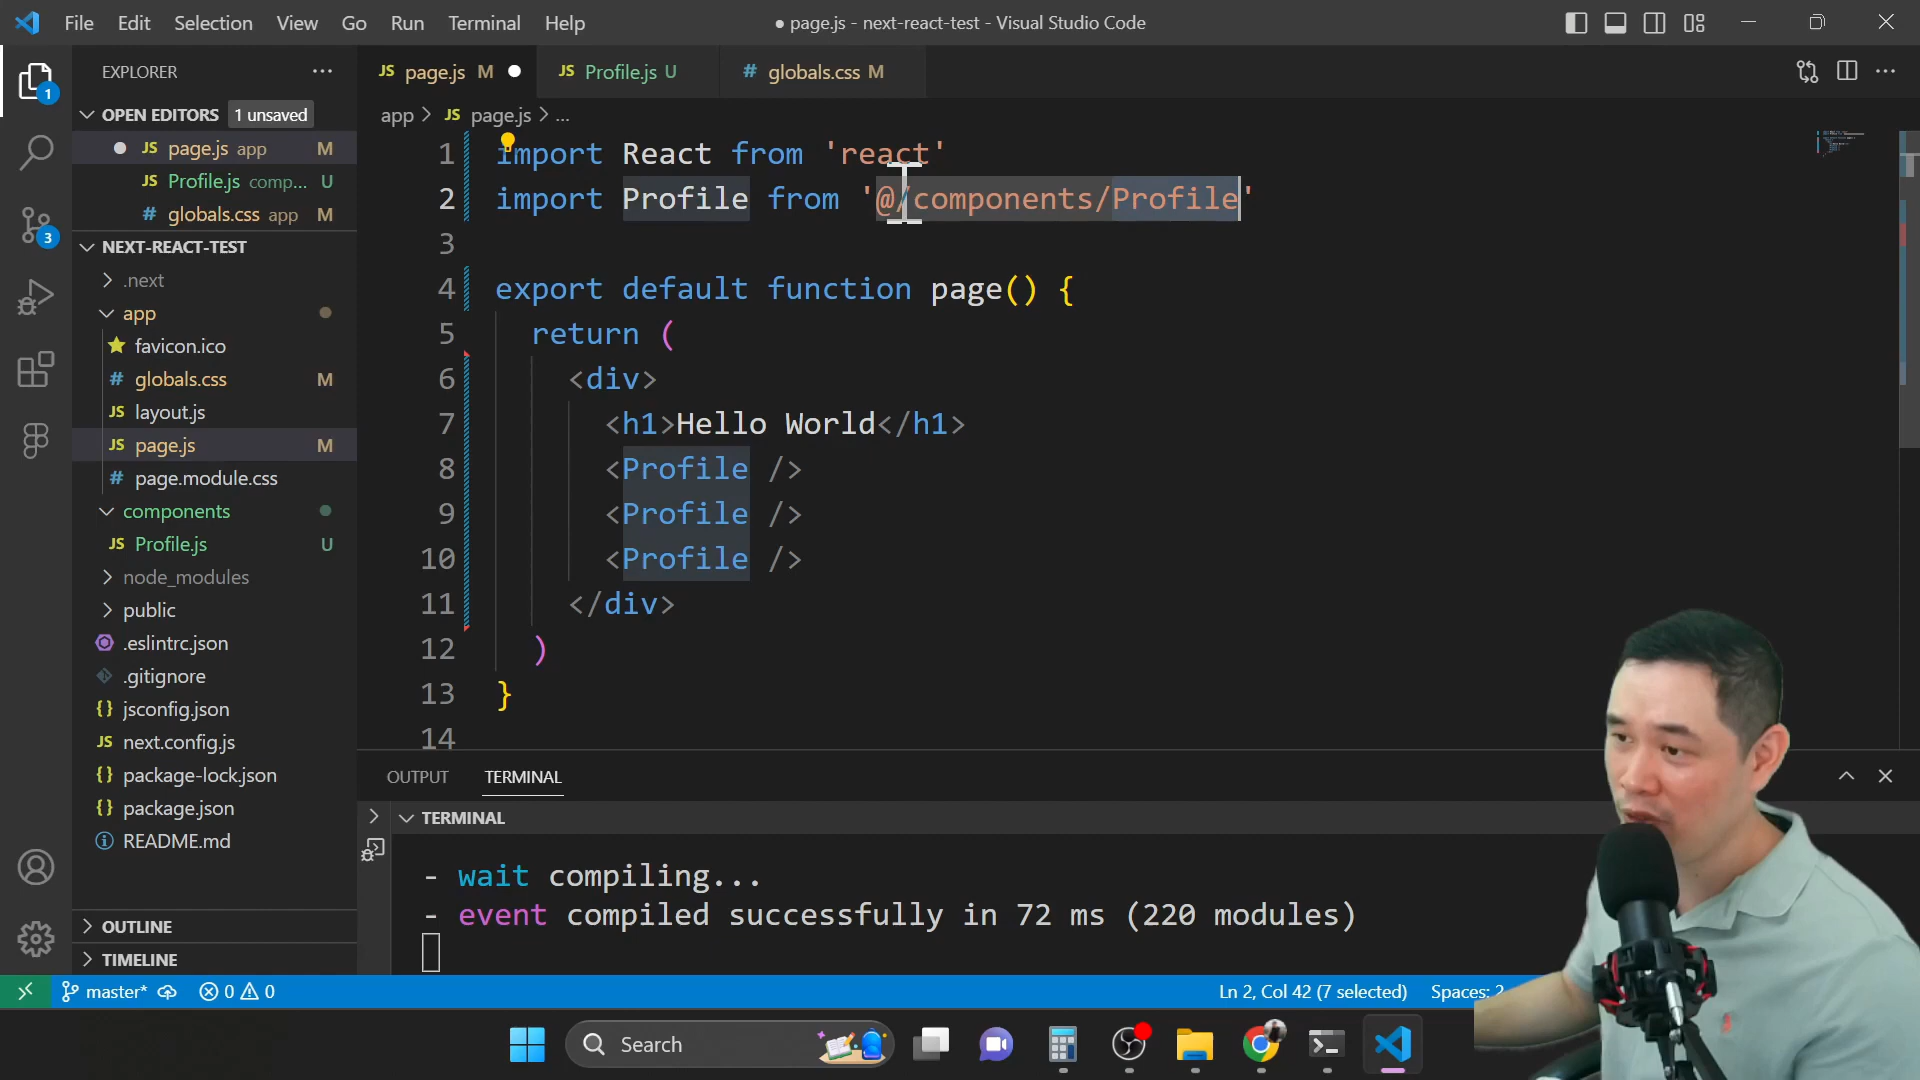 File Edit Selection View Go Run Terminal Help
● page.js - next-react-test - Visual Studio Code
EXPLORER
OPEN EDITORS 1 unsaved
page.js app M
Profile.js comp... U
globals.css app M
NEXT-REACT-TEST
.next
app
favicon.ico
globals.css M
layout.js
page.js M
page.module.css
components
Profile.js U
node_modules
public
.eslintrc.json
.gitignore
jsconfig.json
next.config.js
package-lock.json
package.json
README.md
OUTLINE
TIMELINE
1
3
JS page.js M
JS Profile.js U
# globals.css M
app > JS page.js > ...
1 import React from 'react'
2 import Profile from '@/components/Profile'
3
4 export default function page() {
5 return (
6 <div>
7 <h1>Hello World</h1>
8 <Profile />
9 <Profile />
10 <Profile />
11 </div>
12 )
13 }
14
OUTPUT TERMINAL
TERMINAL
- wait compiling...
- event compiled successfully in 72 ms (220 modules)
master* 0 0
Ln 2, Col 42 (7 selected) Spaces: 2
Search